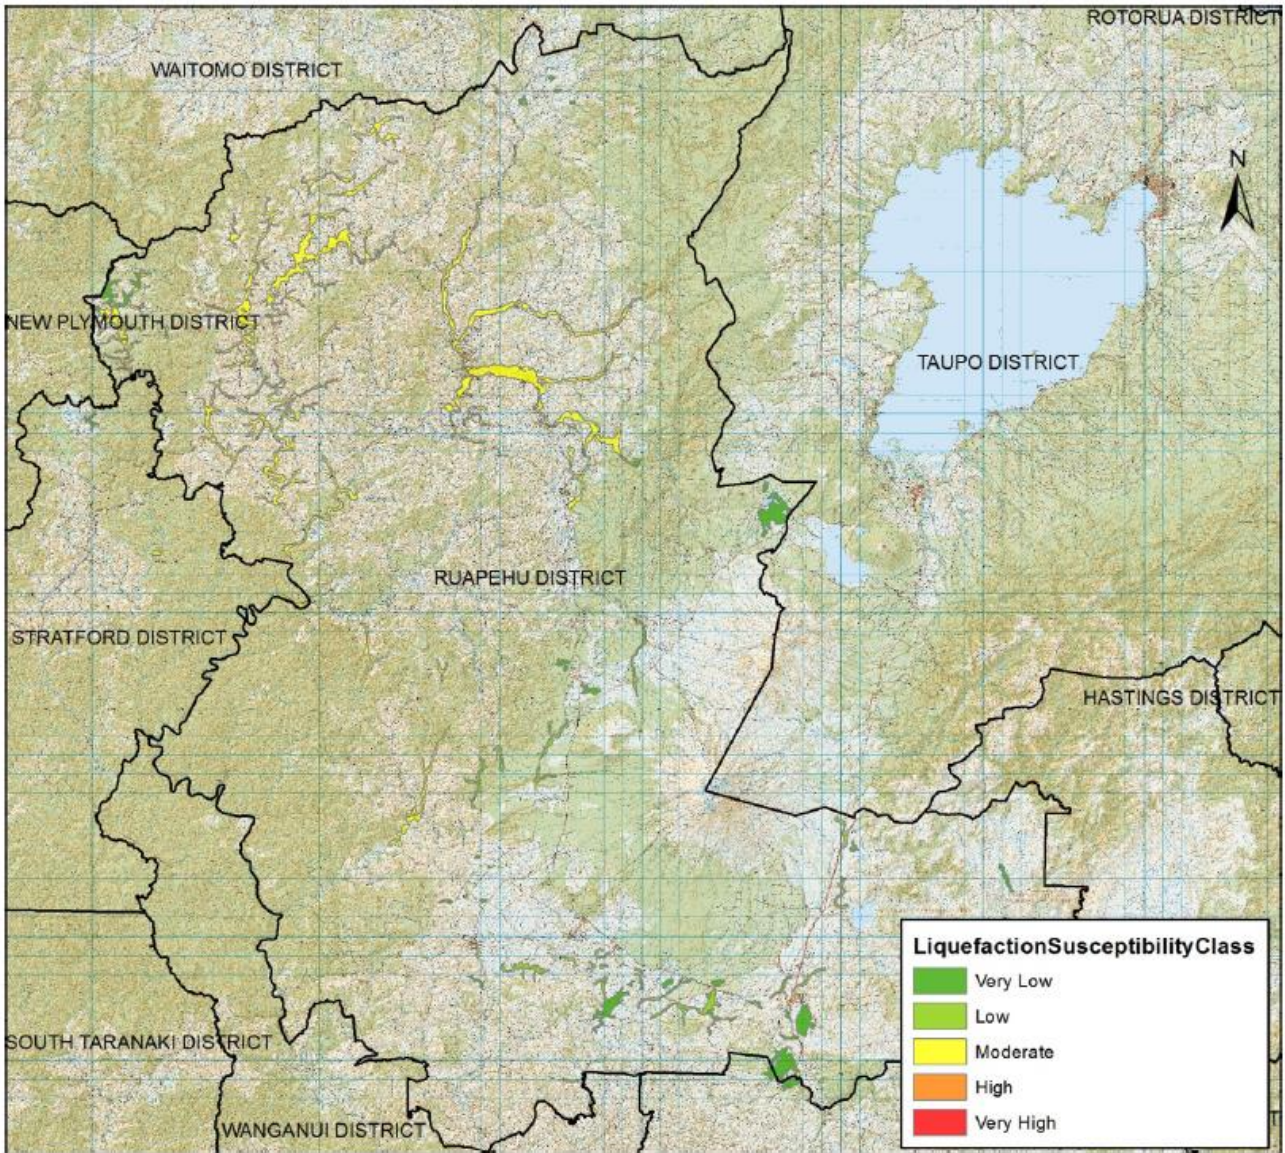 ROTORUA DISTRICT
WAITOMO DISTRICT
N
NEW PLYMOUTH DISTRICT
TAUPO DISTRICT
RUAPEHU DISTRICT
STRATFORD DISTRICT
HASTINGS DISTRICT
LiquefactionSusceptibilityClass
Very Low
Low
Moderate
High
Very High
SOUTH TARANAKI DISTRICT
WANGANUI DISTRICT